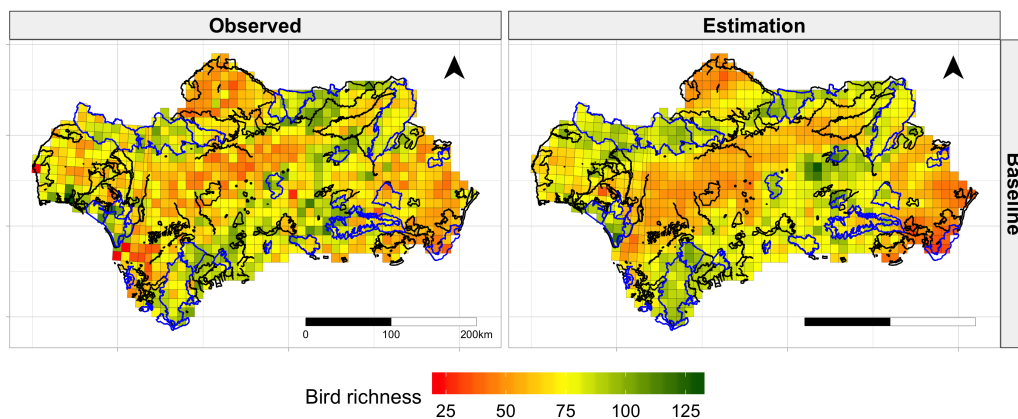 Observed
Estimation
Baseline
0 100 200km
Bird richness
25 50 75 100 125